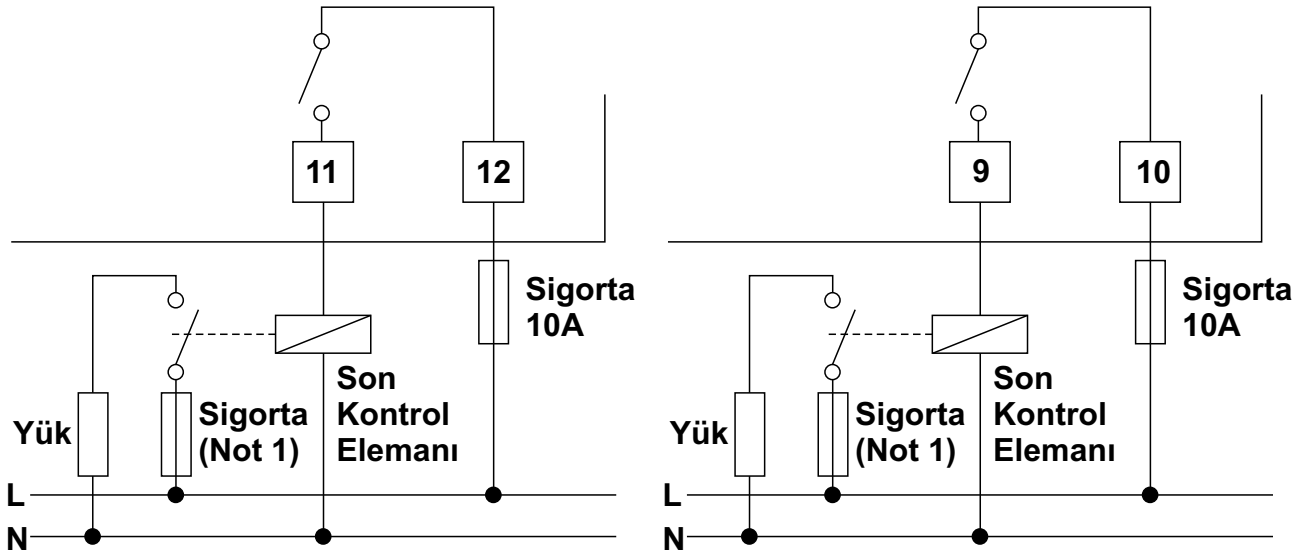 11
12
Sigorta
10A
Son
Kontrol
Elemanı
Sigorta
(Not 1)
Yük
L
N
9
10
Sigorta
10A
Son
Kontrol
Elemanı
Sigorta
(Not 1)
Yük
L
N